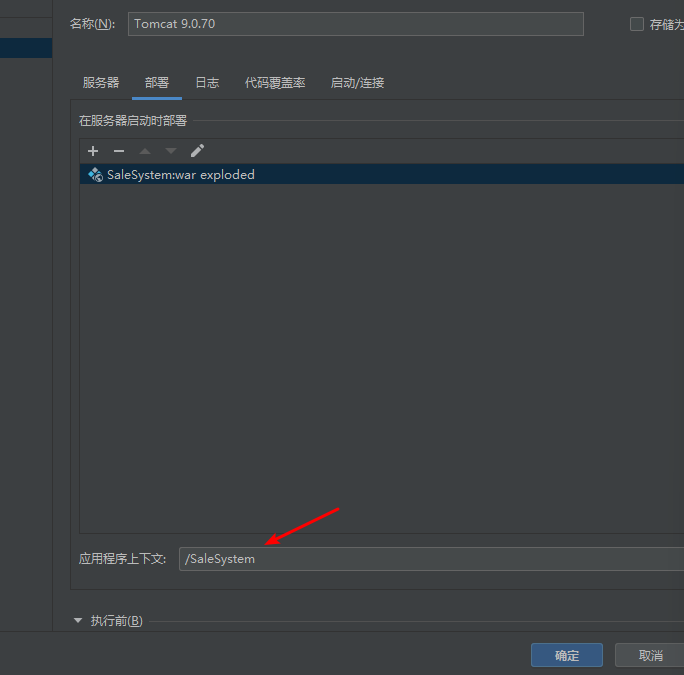 名称(N): Tomcat 9.0.70 存储为
服务器 部署 日志 代码覆盖率 启动/连接
在服务器启动时部署
SaleSystem:war exploded
应用程序上下文: /SaleSystem
执行前(B)
确定 取消